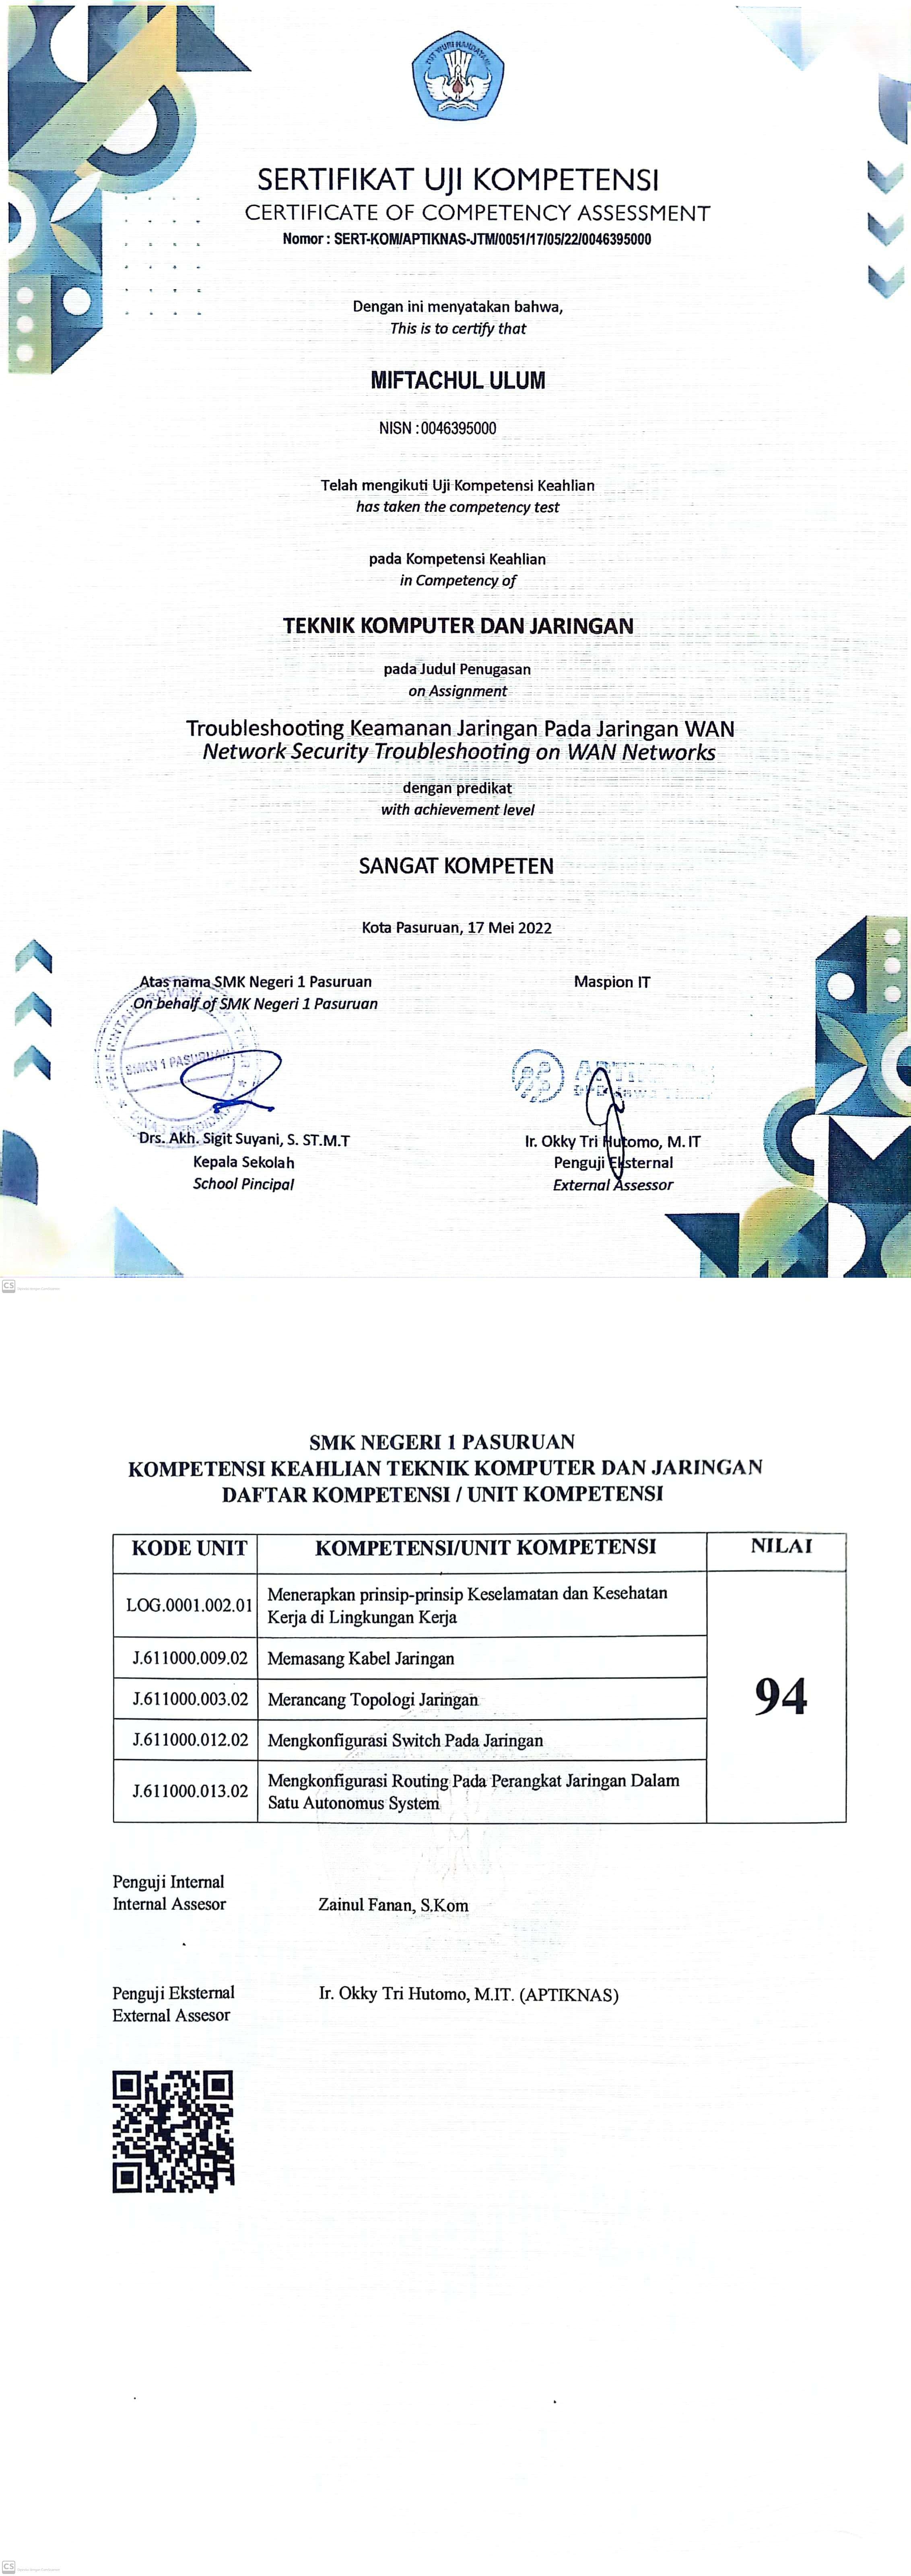 TUT WURI HANDAYANI
SERTIFIKAT UJI KOMPETENSI
CERTIFICATE OF COMPETENCY ASSESSMENT
Nomor : SERT-KOM/APTIKNAS-JTM/0051/17/05/22/0046395000
Dengan ini menyatakan bahwa,
This is to certify that
MIFTACHUL ULUM
NISN : 0046395000
Telah mengikuti Uji Kompetensi Keahlian
has taken the competency test
pada Kompetensi Keahlian
in Competency of
TEKNIK KOMPUTER DAN JARINGAN
pada Judul Penugasan
on Assignment
Troubleshooting Keamanan Jaringan Pada Jaringan WAN
Network Security Troubleshooting on WAN Networks
dengan predikat
with achievement level
SANGAT KOMPETEN
Kota Pasuruan, 17 Mei 2022
Atas nama SMK Negeri 1 Pasuruan
On behalf of SMK Negeri 1 Pasuruan
SMKN 1 PASURUAN
Drs. Akh. Sigit Suyani, S. ST.M.T
Kepala Sekolah
School Pincipal
Maspion IT
Ir. Okky Tri Hutomo, M. IT
Penguji Eksternal
External Assessor
CS
SMK NEGERI 1 PASURUAN
KOMPETENSI KEAHLIAN TEKNIK KOMPUTER DAN JARINGAN
DAFTAR KOMPETENSI / UNIT KOMPETENSI
KODE UNIT KOMPETENSI/UNIT KOMPETENSI NILAI
LOG.0001.002.01 Menerapkan prinsip-prinsip Keselamatan dan Kesehatan
Kerja di Lingkungan Kerja
J.611000.009.02 Memasang Kabel Jaringan
J.611000.003.02 Merancang Topologi Jaringan
94
J.611000.012.02 Mengkonfigurasi Switch Pada Jaringan
J.611000.013.02 Mengkonfigurasi Routing Pada Perangkat Jaringan Dalam
Satu Autonomus System
Penguji Internal
Internal Assesor Zainul Fanan, S.Kom
Penguji Eksternal Ir. Okky Tri Hutomo, M.IT. (APTIKNAS)
External Assesor
CS